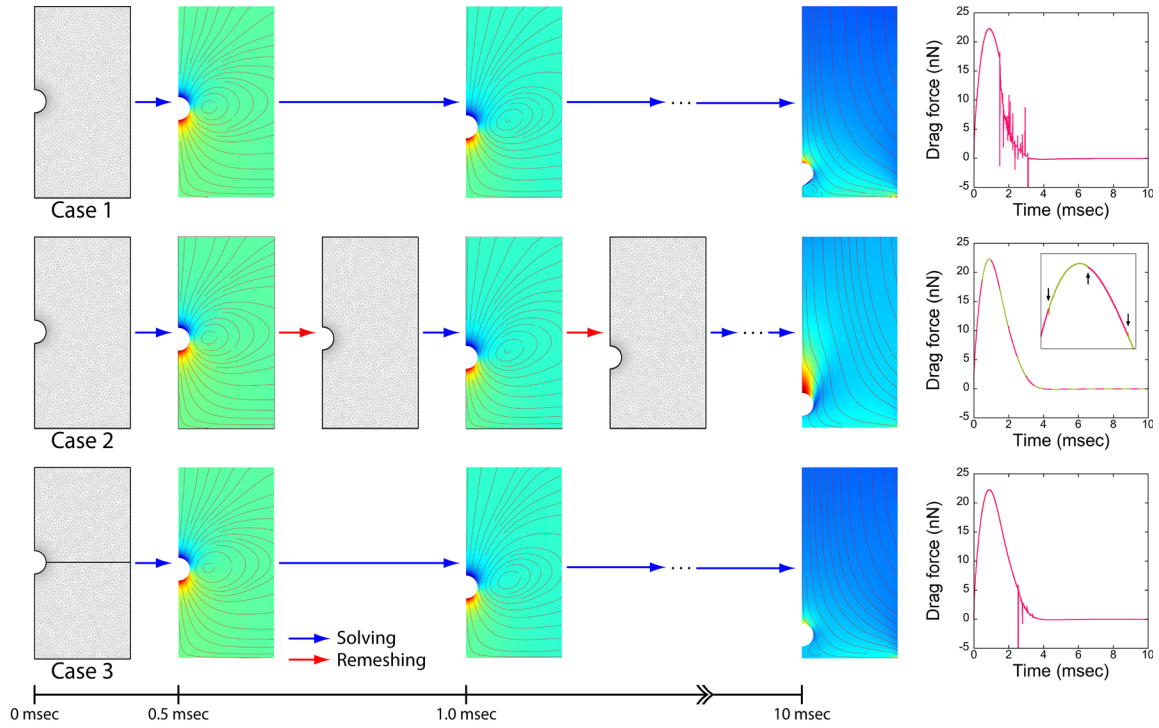 Case 1
...
25
20
15
10
5
0
-5
Drag force (nN)
0 2 4 6 8 10
Time (msec)
Case 2
...
25
20
15
10
5
0
-5
Drag force (nN)
0 2 4 6 8 10
Time (msec)
Case 3
...
Solving
Remeshing
25
20
15
10
5
0
-5
Drag force (nN)
0 2 4 6 8 10
Time (msec)
0 msec 0.5 msec 1.0 msec 10 msec